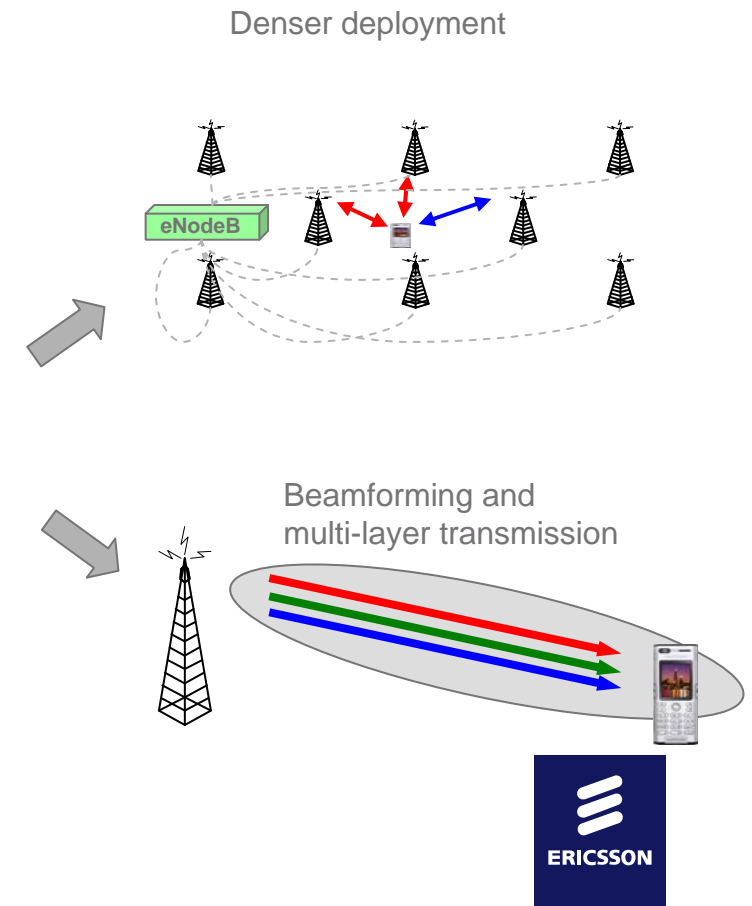 Denser deployment
eNodeB
Beamforming and
multi-layer transmission
ERICSSON